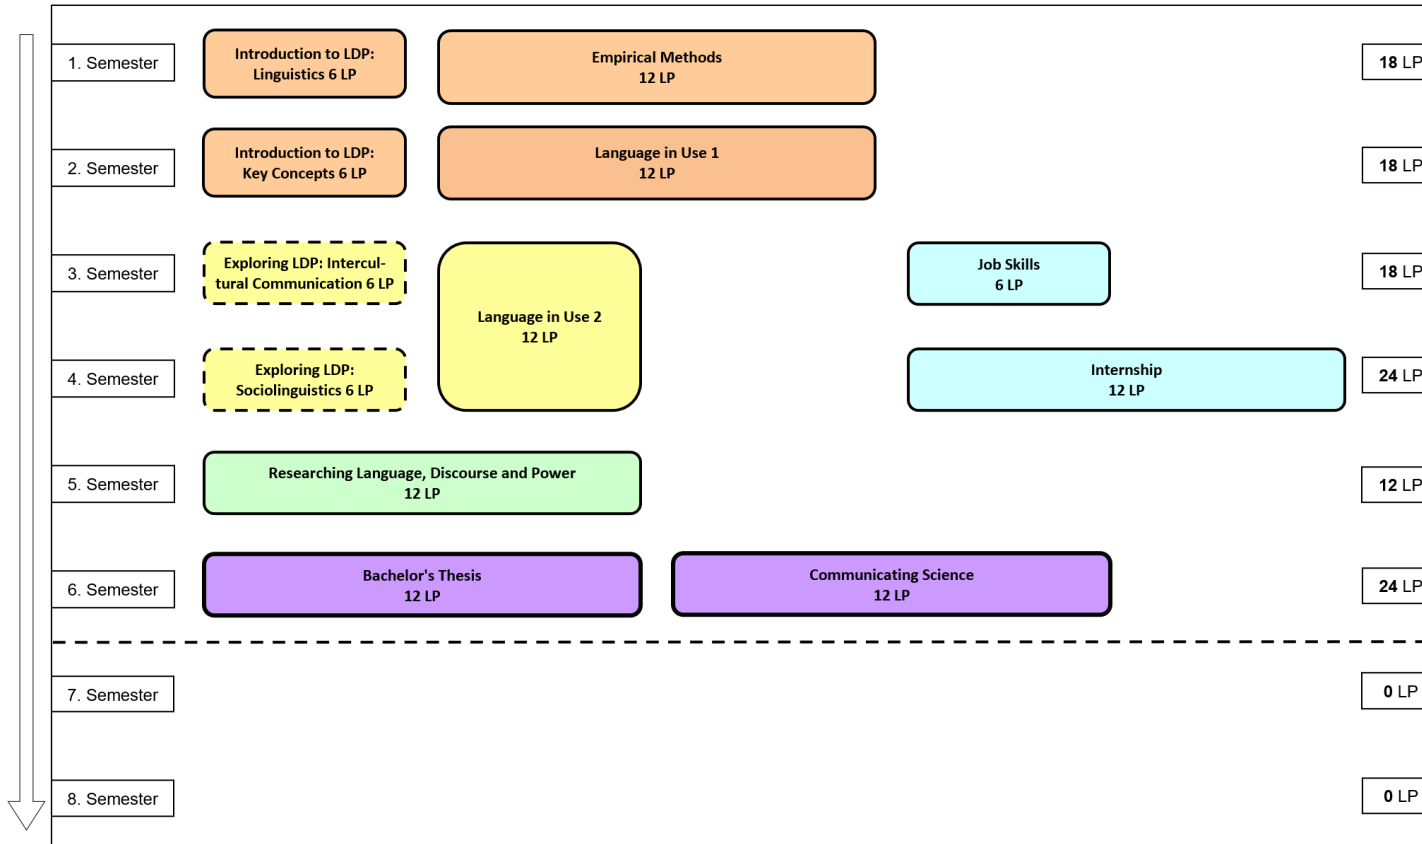 1. Semester
Introduction to LDP:
Linguistics 6 LP
Empirical Methods
12 LP
18 LP
2. Semester
Introduction to LDP:
Key Concepts 6 LP
Language in Use 1
12 LP
18 LP
3. Semester
Exploring LDP: Intercul-
tural Communication 6 LP
Language in Use 2
12 LP
Job Skills
6 LP
18 LP
4. Semester
Exploring LDP:
Sociolinguistics 6 LP
Internship
12 LP
24 LP
5. Semester
Researching Language, Discourse and Power
12 LP
12 LP
6. Semester
Bachelor's Thesis
12 LP
Communicating Science
12 LP
24 LP
7. Semester
0 LP
8. Semester
0 LP